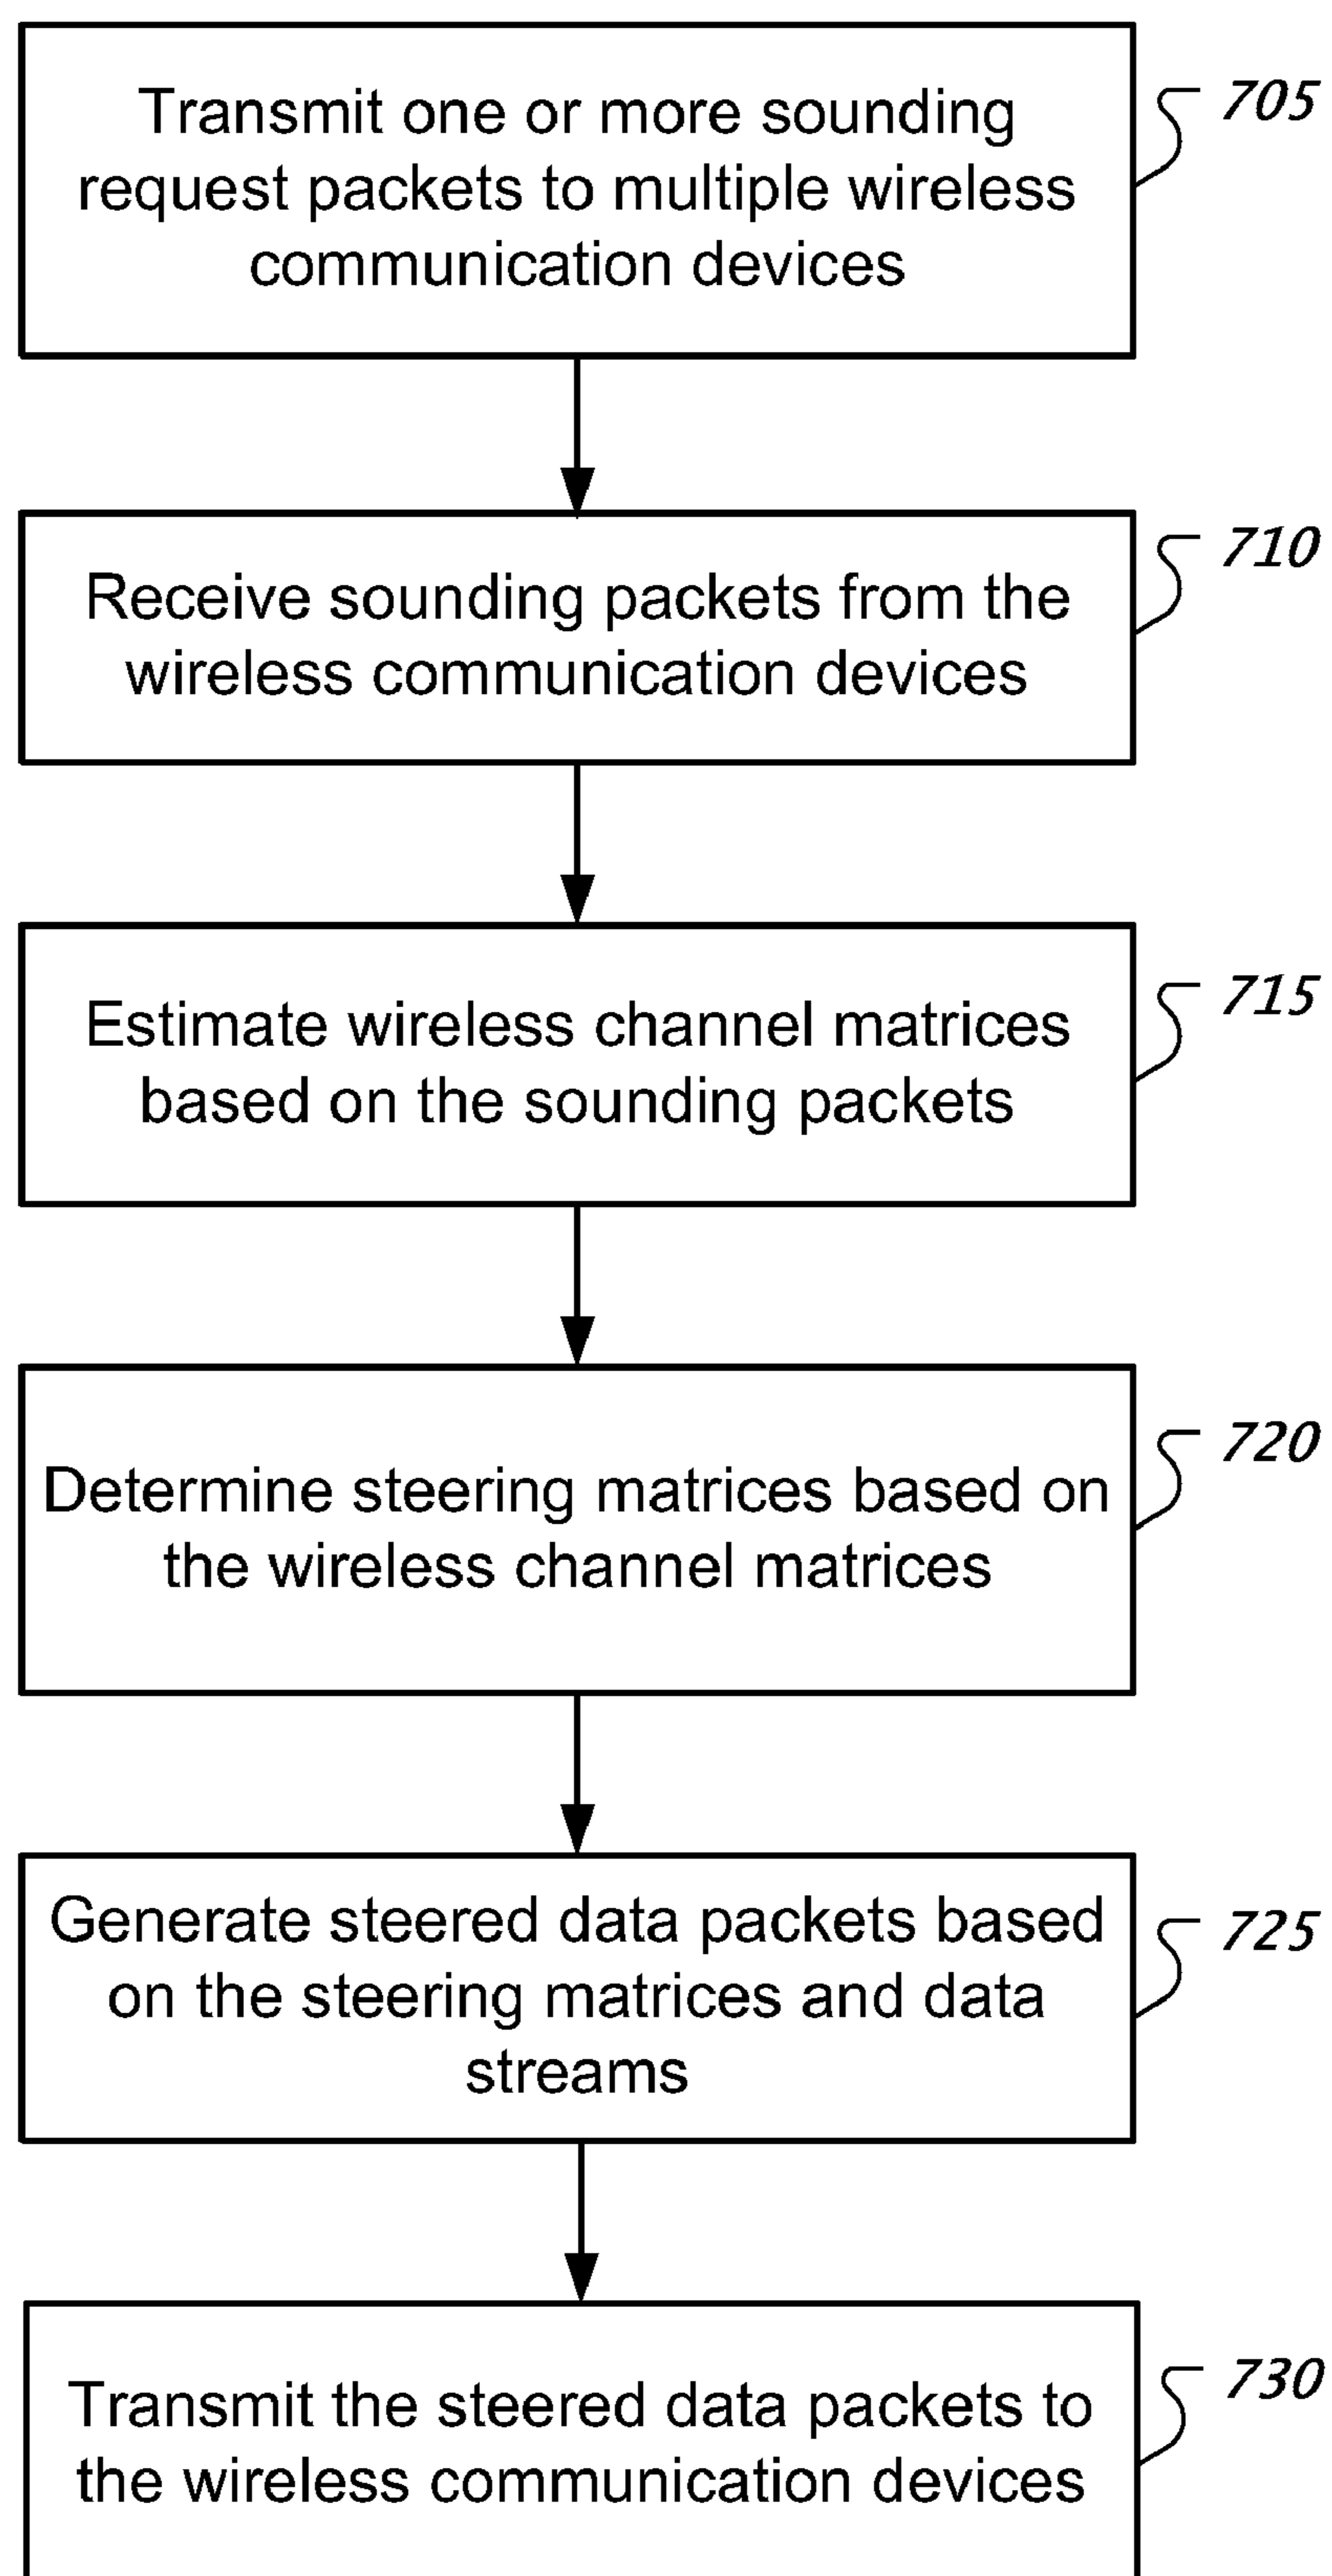 Transmit one or more sounding
request packets to multiple wireless
communication devices
705
Receive sounding packets from the
wireless communication devices
710
Estimate wireless channel matrices
based on the sounding packets
715
Determine steering matrices based on
the wireless channel matrices
720
Generate steered data packets based
on the steering matrices and data
streams
725
Transmit the steered data packets to
the wireless communication devices
730